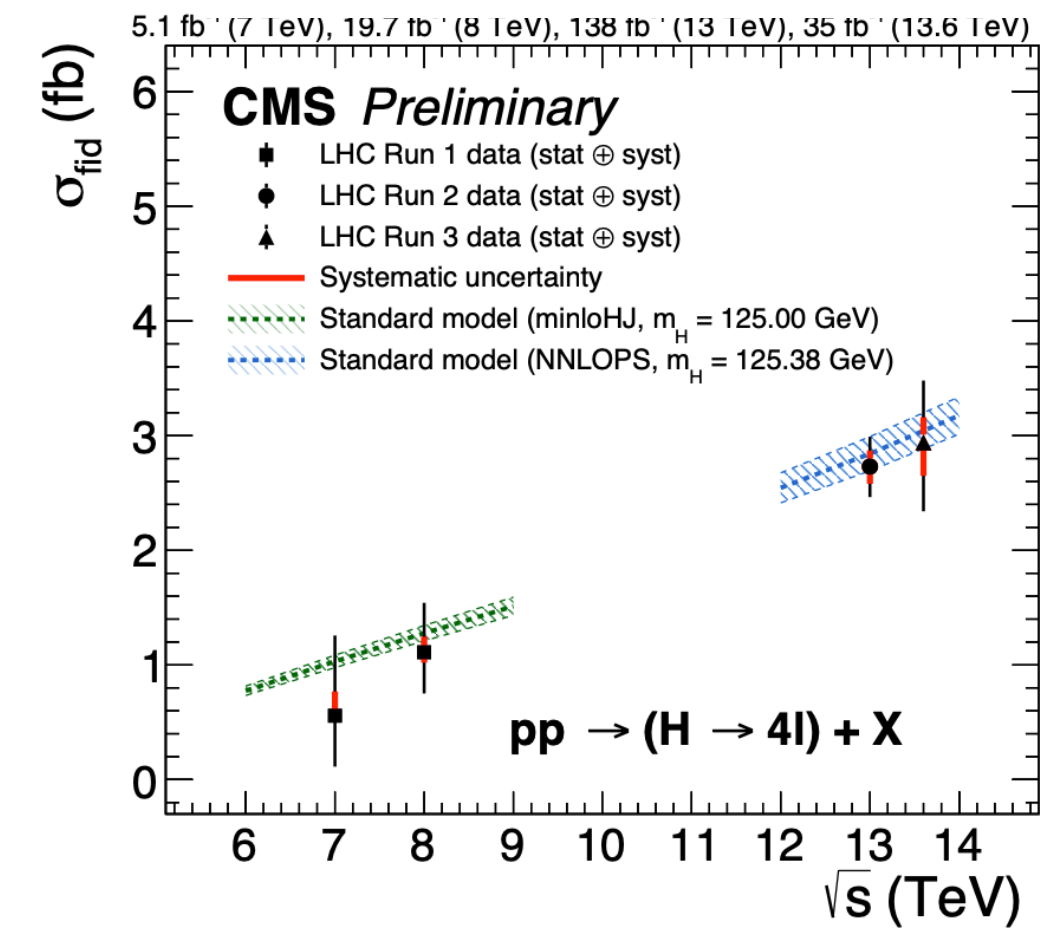 5.1 fb⁻¹ (7 TeV), 19.7 fb⁻¹ (8 TeV), 138 fb⁻¹ (13 TeV), 35 fb⁻¹ (13.6 TeV)
σfid (fb)
CMS Preliminary
LHC Run 1 data (stat ⊕ syst)
LHC Run 2 data (stat ⊕ syst)
LHC Run 3 data (stat ⊕ syst)
Systematic uncertainty
Standard model (minloHJ, mH = 125.00 GeV)
Standard model (NNLOPS, mH = 125.38 GeV)
6
5
4
3
2
1
0
pp → (H → 4l) + X
6 7 8 9 10 11 12 13 14
√s (TeV)